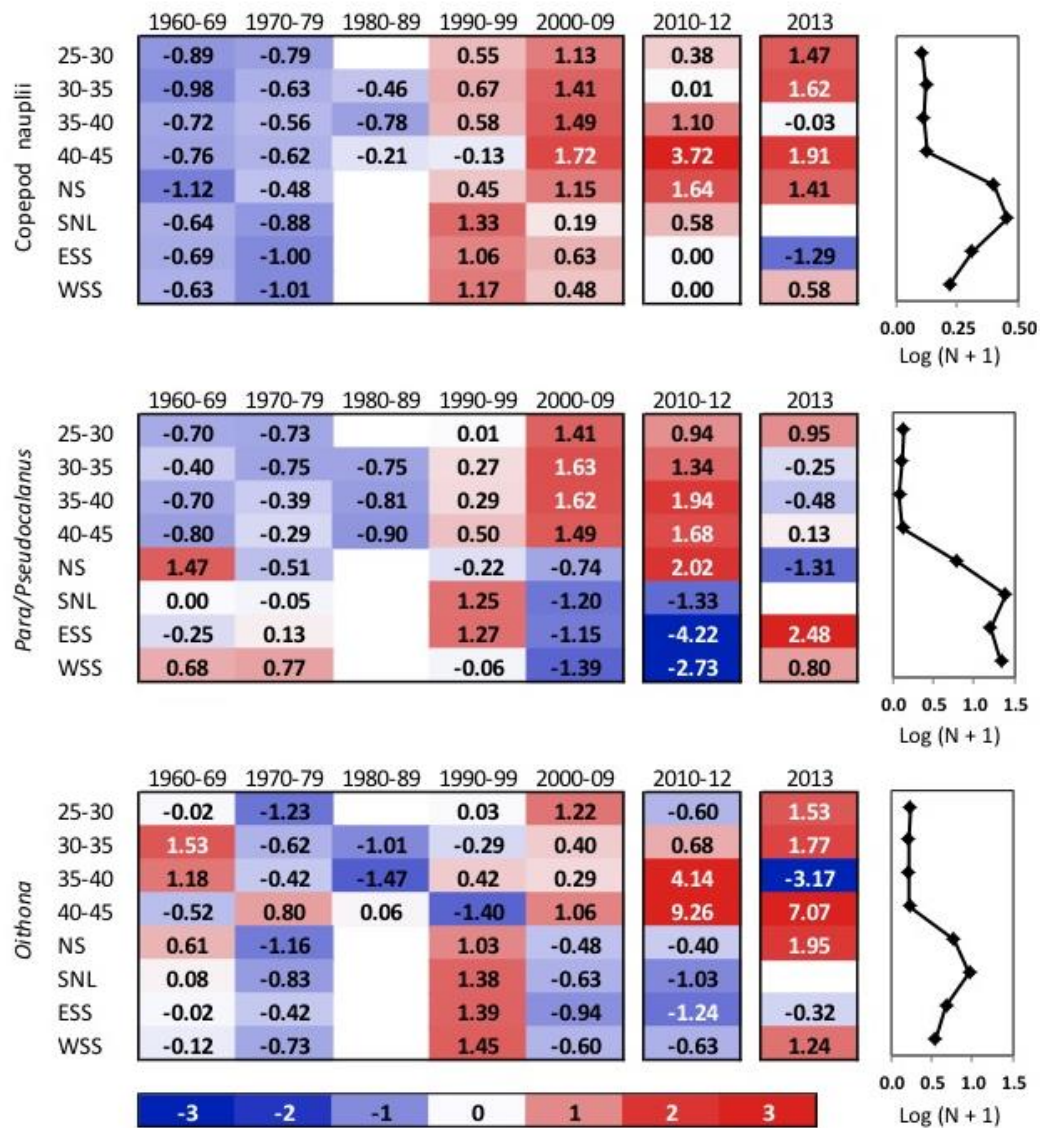 1960-69 1970-79 1980-89 1990-99 2000-09 2010-12 2013
Copepod nauplii
25-30 -0.89 -0.79 0.55 1.13 0.38 1.47
30-35 -0.98 -0.63 -0.46 0.67 1.41 0.01 1.62
35-40 -0.72 -0.56 -0.78 0.58 1.49 1.10 -0.03
40-45 -0.76 -0.62 -0.21 -0.13 1.72 3.72 1.91
NS -1.12 -0.48 0.45 1.15 1.64 1.41
SNL -0.64 -0.88 1.33 0.19 0.58
ESS -0.69 -1.00 1.06 0.63 0.00 -1.29
WSS -0.63 -1.01 1.17 0.48 0.00 0.58
0.00 0.25 0.50
Log (N + 1)
1960-69 1970-79 1980-89 1990-99 2000-09 2010-12 2013
Para/Pseudocalanus
25-30 -0.70 -0.73 0.01 1.41 0.94 0.95
30-35 -0.40 -0.75 -0.75 0.27 1.63 1.34 -0.25
35-40 -0.70 -0.39 -0.81 0.29 1.62 1.94 -0.48
40-45 -0.80 -0.29 -0.90 0.50 1.49 1.68 0.13
NS 1.47 -0.51 -0.22 -0.74 2.02 -1.31
SNL 0.00 -0.05 1.25 -1.20 -1.33
ESS -0.25 0.13 1.27 -1.15 -4.22 2.48
WSS 0.68 0.77 -0.06 -1.39 -2.73 0.80
0.0 0.5 1.0 1.5
Log (N + 1)
1960-69 1970-79 1980-89 1990-99 2000-09 2010-12 2013
Oithona
25-30 -0.02 -1.23 0.03 1.22 -0.60 1.53
30-35 1.53 -0.62 -1.01 -0.29 0.40 0.68 1.77
35-40 1.18 -0.42 -1.47 0.42 0.29 4.14 -3.17
40-45 -0.52 0.80 0.06 -1.40 1.06 9.26 7.07
NS 0.61 -1.16 1.03 -0.48 -0.40 1.95
SNL 0.08 -0.83 1.38 -0.63 -1.03
ESS -0.02 -0.42 1.39 -0.94 -1.24 -0.32
WSS -0.12 -0.73 1.45 -0.60 -0.63 1.24
0.0 0.5 1.0 1.5
Log (N + 1)
-3 -2 -1 0 1 2 3